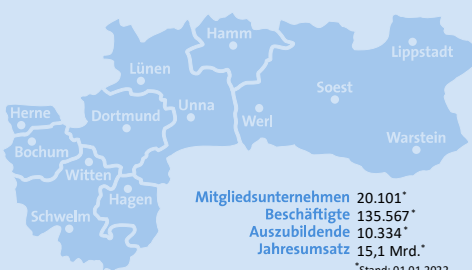 Hamm
Lippstadt
Lünen
Soest
Unna
Herne
Dortmund
Werl
Warstein
Bochum
Witten
Hagen
Schwelm
Mitgliedsunternehmen 20.101*
Beschäftigte 135.567*
Auszubildende 10.334*
Jahresumsatz 15,1 Mrd.*